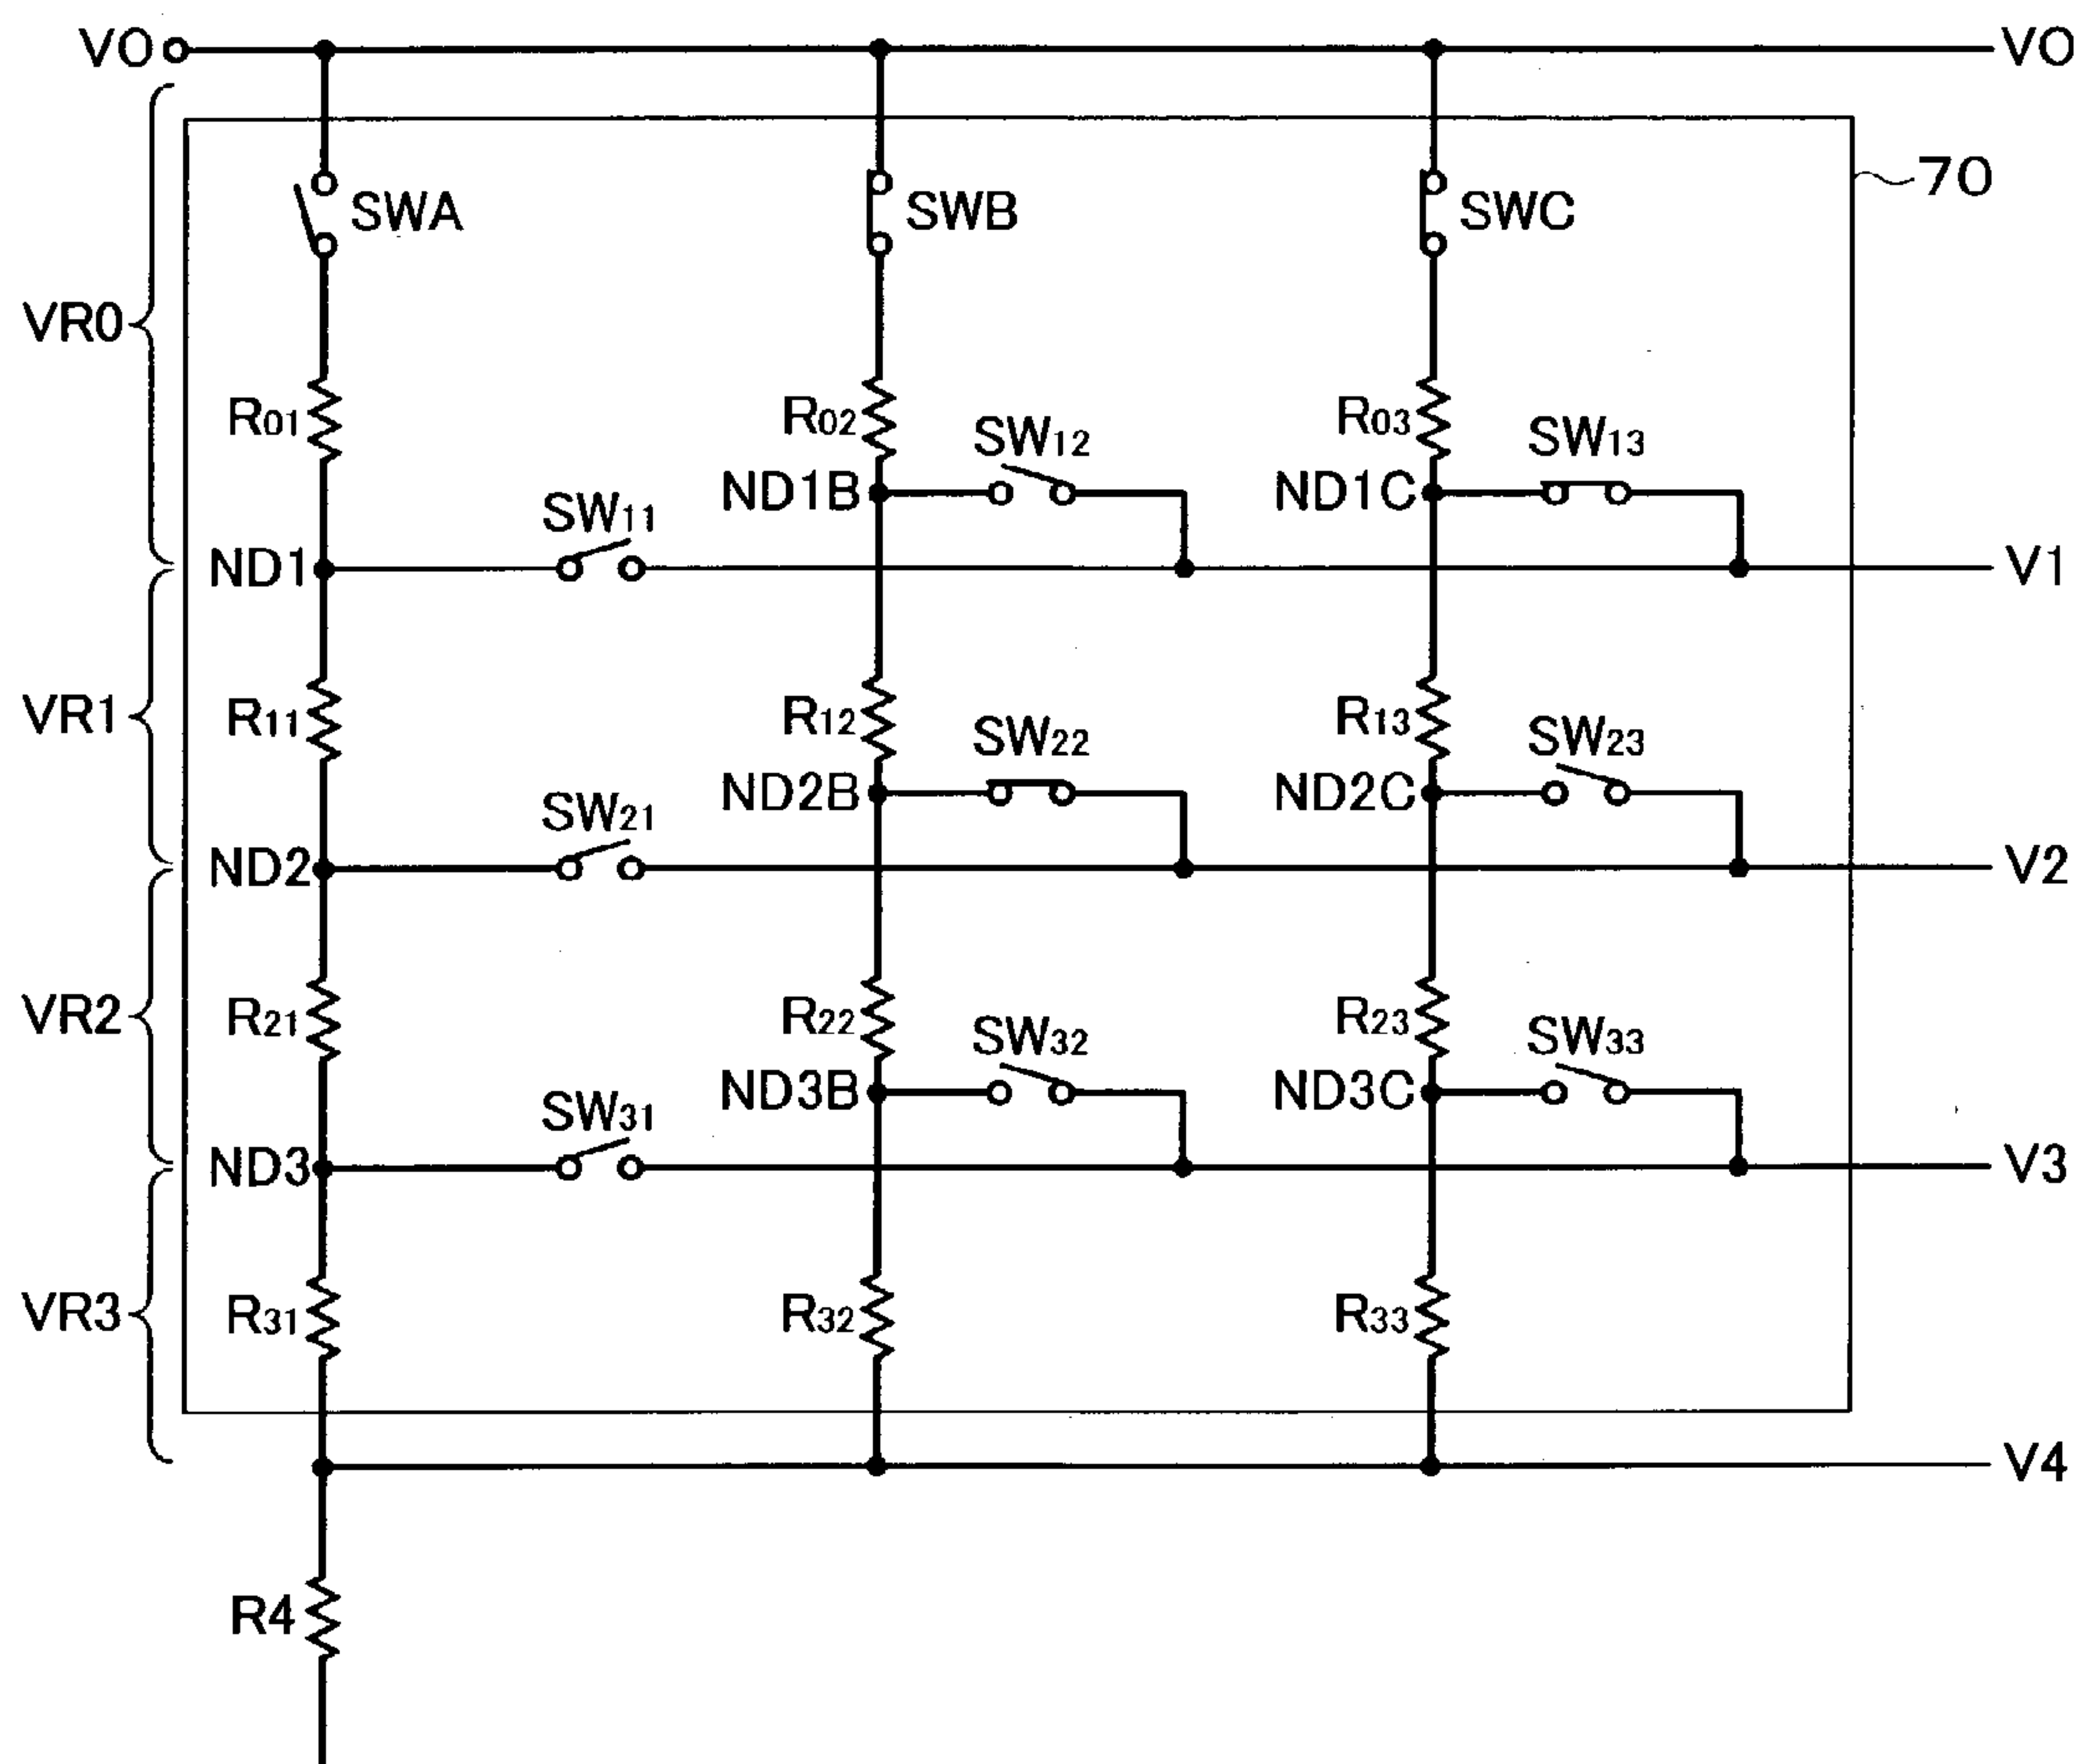 VO VO
70
SWA SWB SWC
VR0
R01 R02 SW12 R03 SW13
ND1B ND1C
SW11
ND1 V1
VR1 R11 R12 SW22 R13 SW23
ND2B ND2C
SW21
ND2 V2
VR2 R21 R22 SW32 R23 SW33
ND3B ND3C
SW31
ND3 V3
VR3 R31 R32 R33
V4
R4